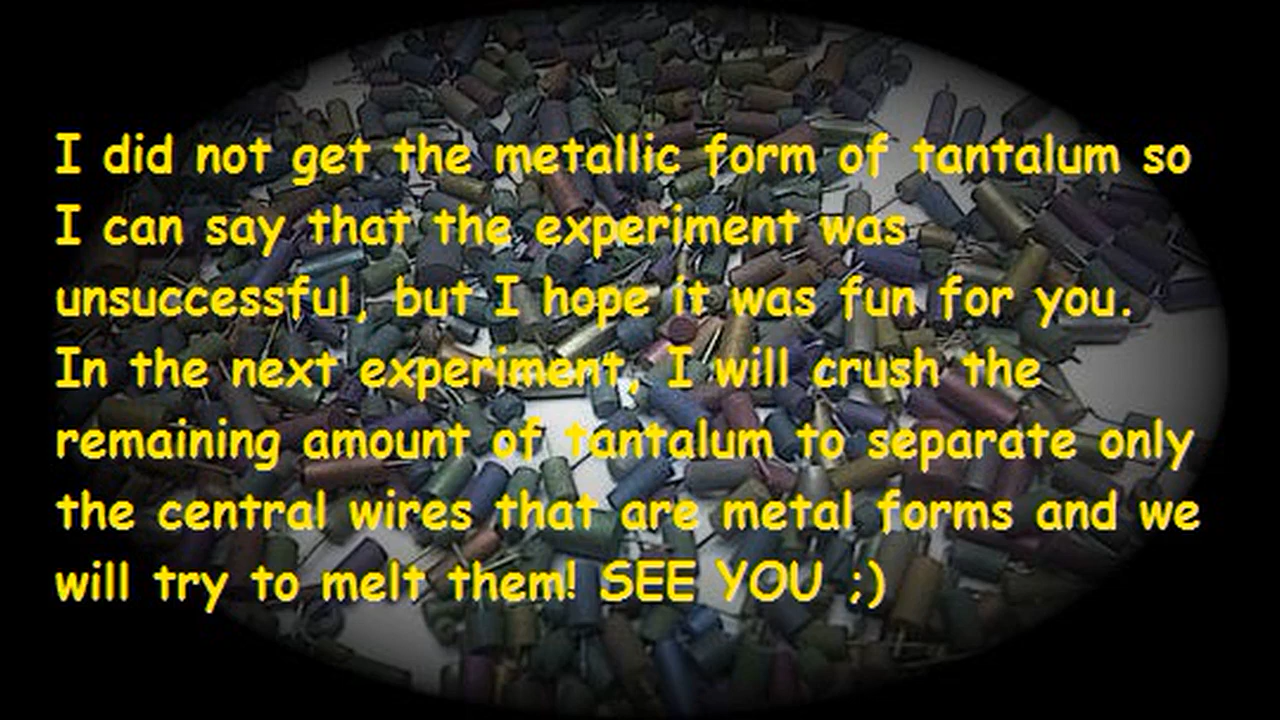 I did not get the metallic form of tantalum so
I can say that the experiment was
unsuccessful, but I hope it was fun for you.
In the next experiment, I will crush the
remaining amount of tantalum to separate only
the central wires that are metal forms and we
will try to melt them! SEE YOU ;)